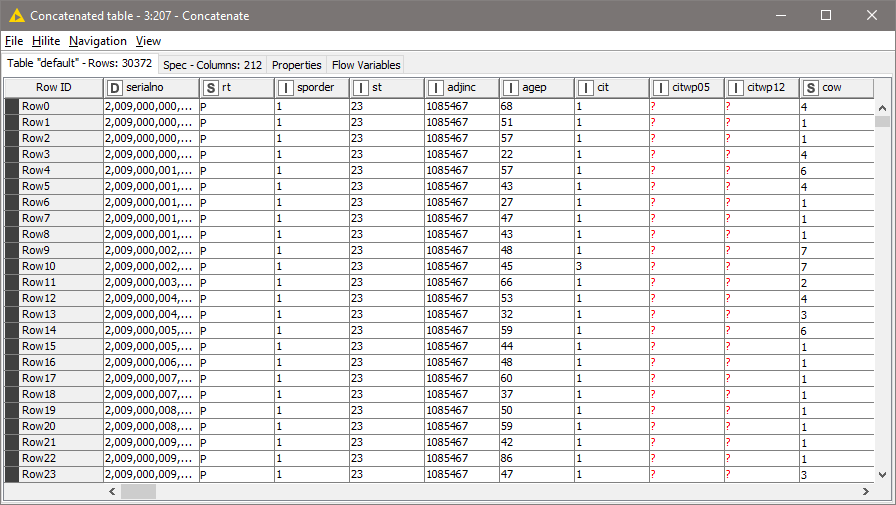 Concatenated table - 3:207 - Concatenate
File Hilite Navigation View
Table "default" - Rows: 30372 Spec - Columns: 212 Properties Flow Variables
Row ID D serialno S rt I sporder I st I adjinc I agep I cit I citwp05 I citwp12 S cow
Row0 2,009,000,000,... P 1 23 1085467 68 1 ? ? 4
Row1 2,009,000,000,... P 1 23 1085467 51 1 ? ? 1
Row2 2,009,000,000,... P 1 23 1085467 57 1 ? ? 1
Row3 2,009,000,000,... P 1 23 1085467 22 1 ? ? 4
Row4 2,009,000,001,... P 1 23 1085467 57 1 ? ? 6
Row5 2,009,000,001,... P 1 23 1085467 43 1 ? ? 4
Row6 2,009,000,001,... P 1 23 1085467 27 1 ? ? 1
Row7 2,009,000,001,... P 1 23 1085467 47 1 ? ? 1
Row8 2,009,000,001,... P 1 23 1085467 43 1 ? ? 1
Row9 2,009,000,002,... P 1 23 1085467 48 1 ? ? 7
Row10 2,009,000,002,... P 1 23 1085467 45 3 ? ? 7
Row11 2,009,000,003,... P 1 23 1085467 66 1 ? ? 2
Row12 2,009,000,004,... P 1 23 1085467 53 1 ? ? 4
Row13 2,009,000,004,... P 1 23 1085467 32 1 ? ? 3
Row14 2,009,000,005,... P 1 23 1085467 59 1 ? ? 6
Row15 2,009,000,005,... P 1 23 1085467 44 1 ? ? 1
Row16 2,009,000,006,... P 1 23 1085467 48 1 ? ? 1
Row17 2,009,000,007,... P 1 23 1085467 60 1 ? ? 1
Row18 2,009,000,007,... P 1 23 1085467 37 1 ? ? 1
Row19 2,009,000,008,... P 1 23 1085467 50 1 ? ? 1
Row20 2,009,000,008,... P 1 23 1085467 59 1 ? ? 1
Row21 2,009,000,009,... P 1 23 1085467 42 1 ? ? 1
Row22 2,009,000,009,... P 1 23 1085467 86 1 ? ? 1
Row23 2,009,000,009,... P 1 23 1085467 47 1 ? ? 3